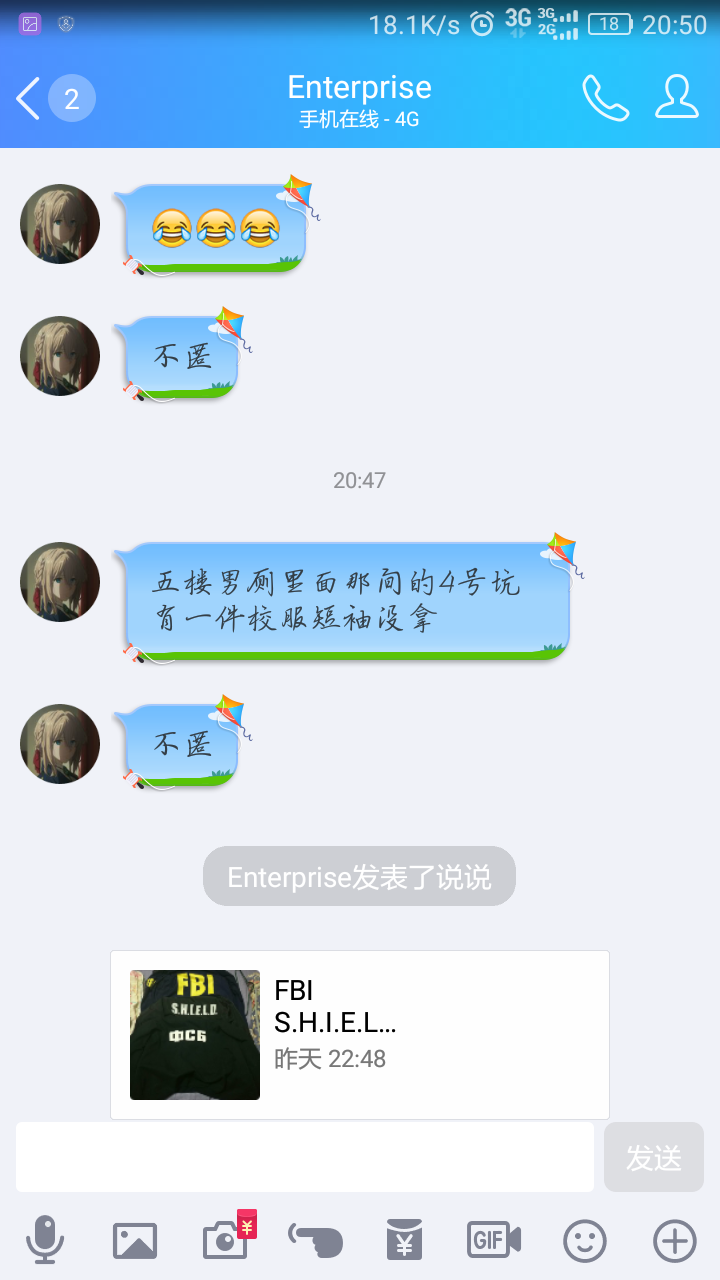 18.1K/s 3G 3G 2G 18 20:50
2
Enterprise
手机在线 - 4G
不匿
20:47
五楼男厕里面那间的4号坑
有一件校服短袖没拿
不匿
Enterprise发表了说说
FBI
S.H.I.E.L.D.
ФСБ
FBI
S.H.I.E.L...
昨天 22:48
发送
¥
¥
GIF